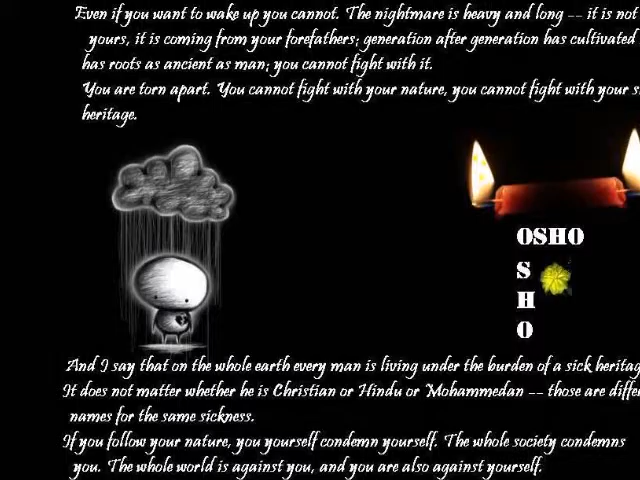 Even if you want to wake up you cannot. The nightmare is heavy and long -- it is not
yours, it is coming from your forefathers; generation after generation has cultivated
has roots as ancient as man; you cannot fight with it.
You are torn apart. You cannot fight with your nature, you cannot fight with your
heritage.
OSHO
S
H
O
And I say that on the whole earth every man is living under the burden of a sick
It does not matter whether he is Christian or Hindu or Mohammedan -- those are
names for the same sickness.
If you follow your nature, you yourself condemn yourself. The whole society condemns
you. The whole world is against you, and you are also against yourself.